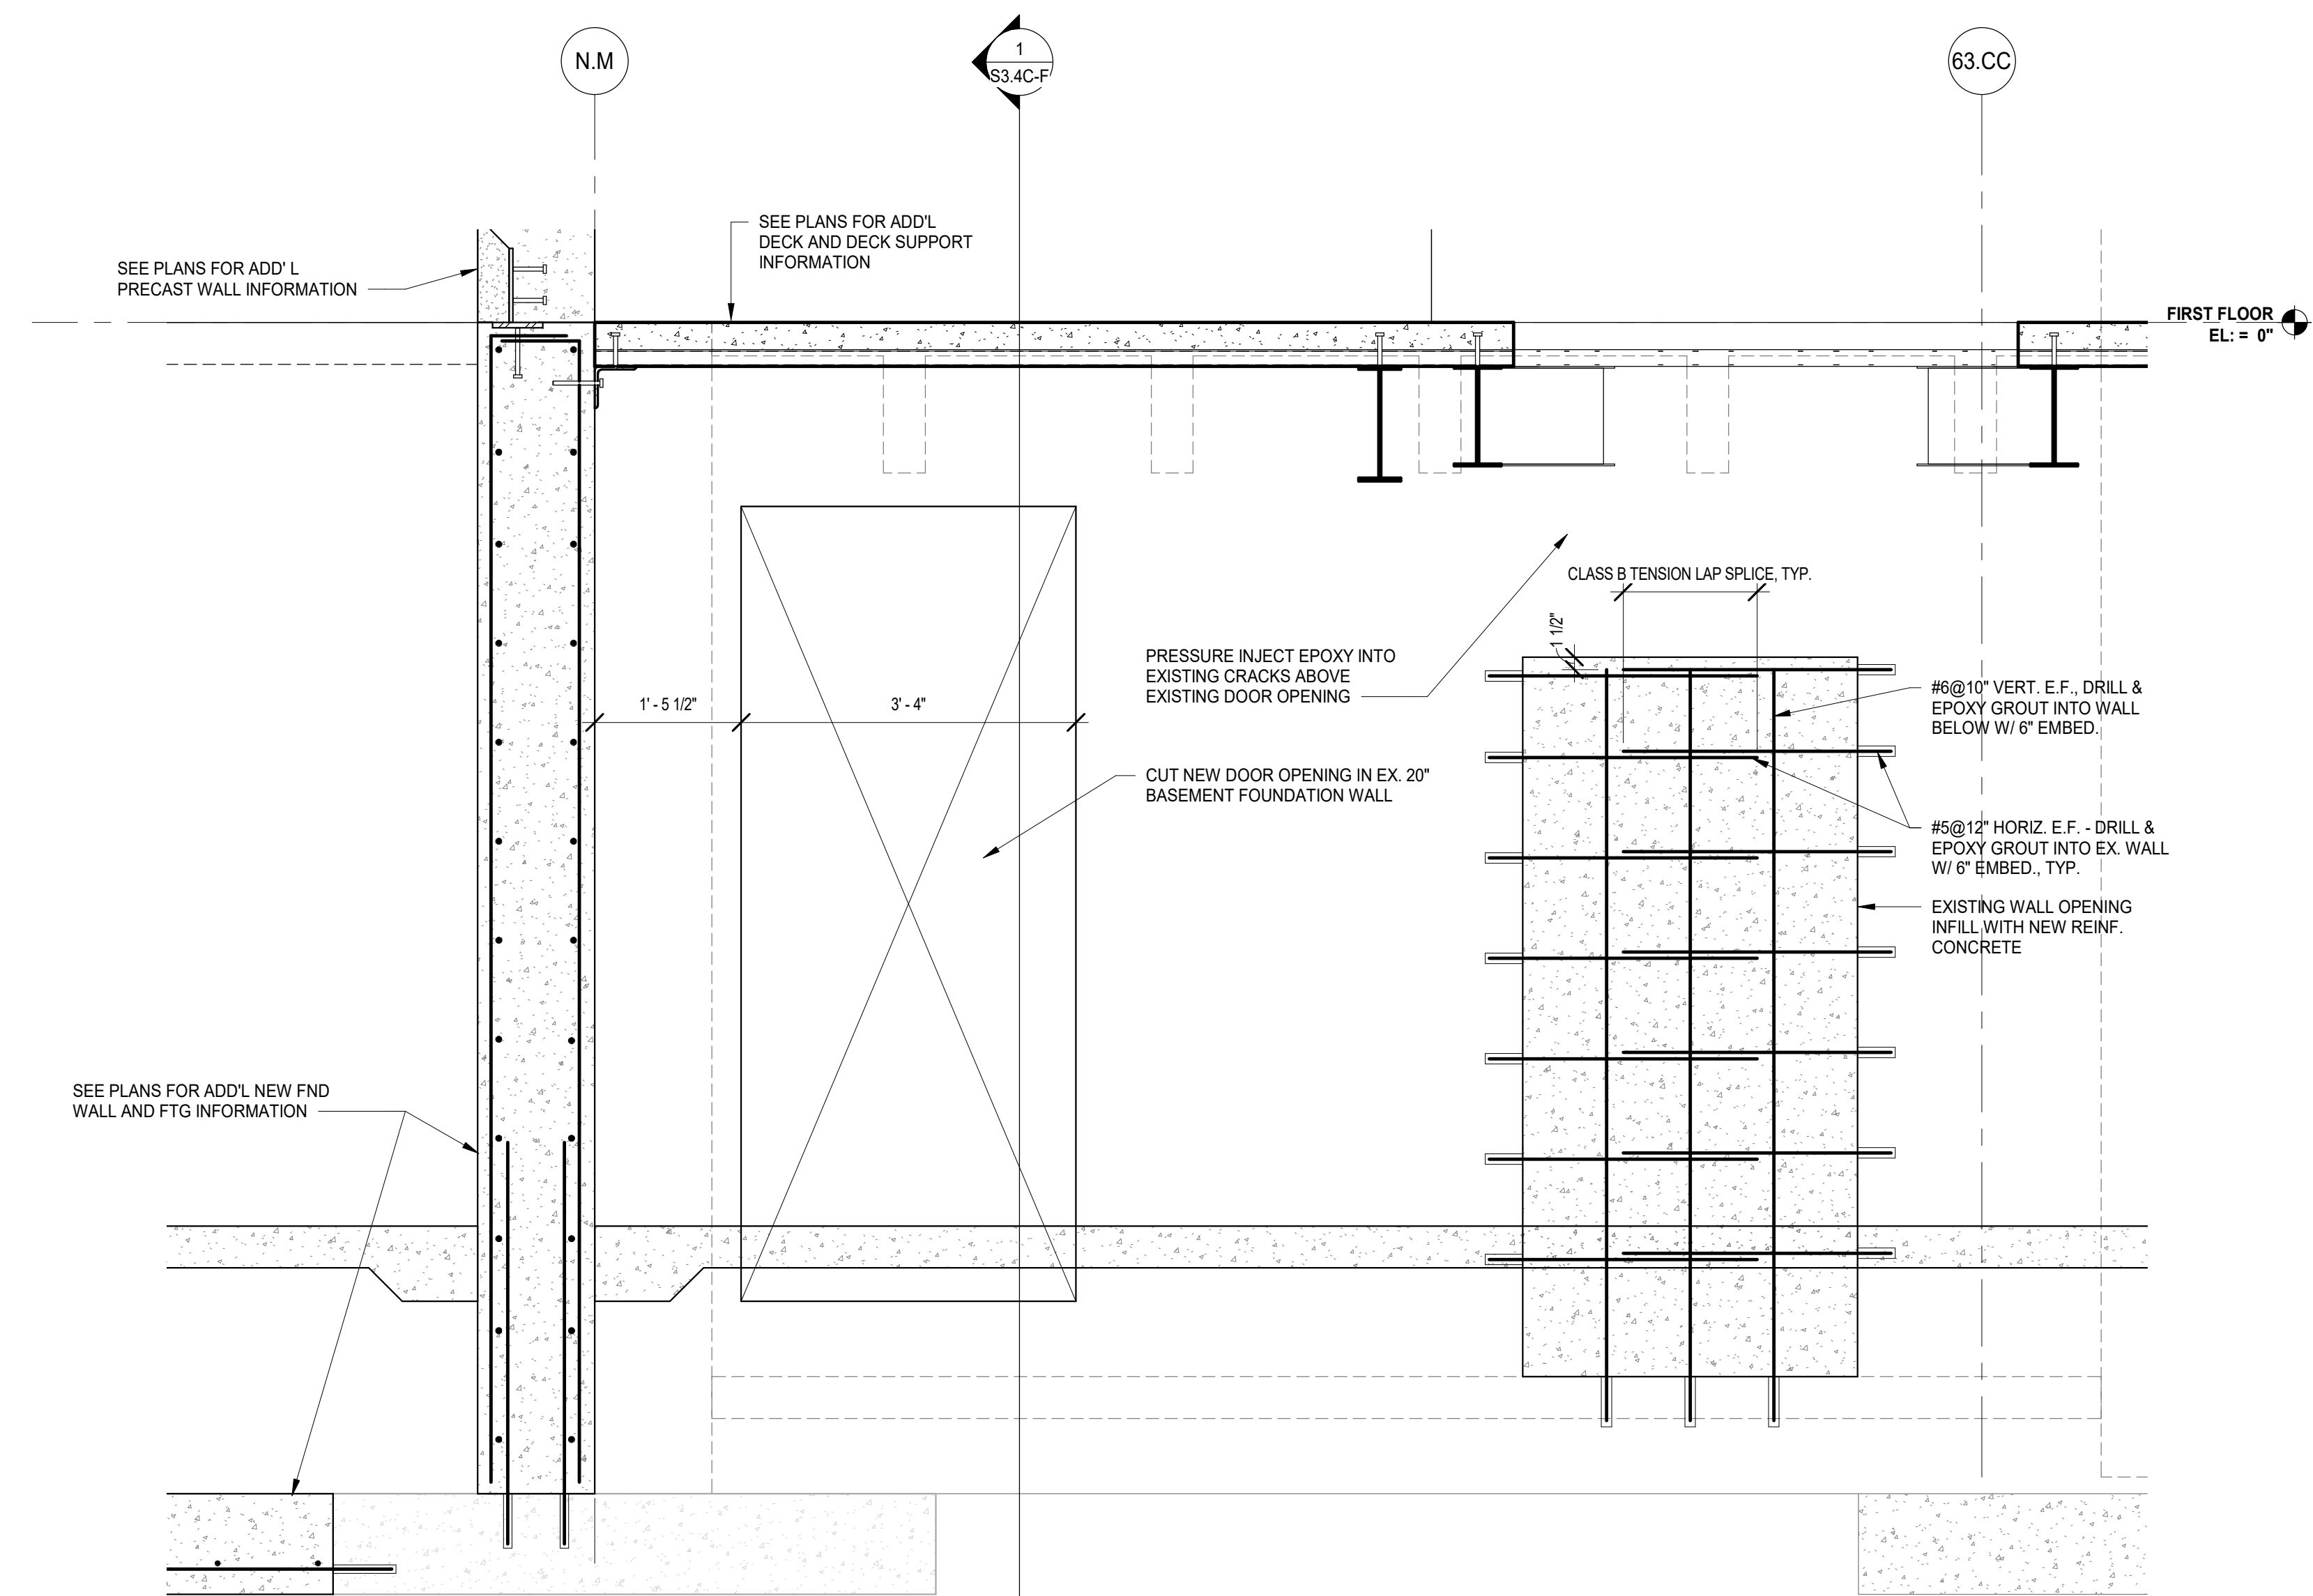 N.M
1
S3.4C-F
63.CC
SEE PLANS FOR ADD'L
DECK AND DECK SUPPORT
INFORMATION
SEE PLANS FOR ADD' L
PRECAST WALL INFORMATION
FIRST FLOOR
EL: = 0"
CLASS B TENSION LAP SPLICE, TYP.
1 1/2"
PRESSURE INJECT EPOXY INTO
EXISTING CRACKS ABOVE
EXISTING DOOR OPENING
1' - 5 1/2"
3' - 4"
#6@10" VERT. E.F., DRILL &
EPOXY GROUT INTO WALL
BELOW W/ 6" EMBED.
CUT NEW DOOR OPENING IN EX. 20"
BASEMENT FOUNDATION WALL
#5@12" HORIZ. E.F. - DRILL &
EPOXY GROUT INTO EX. WALL
W/ 6" EMBED., TYP.
EXISTING WALL OPENING
INFILL WITH NEW REINF.
CONCRETE
SEE PLANS FOR ADD'L NEW FND
WALL AND FTG INFORMATION